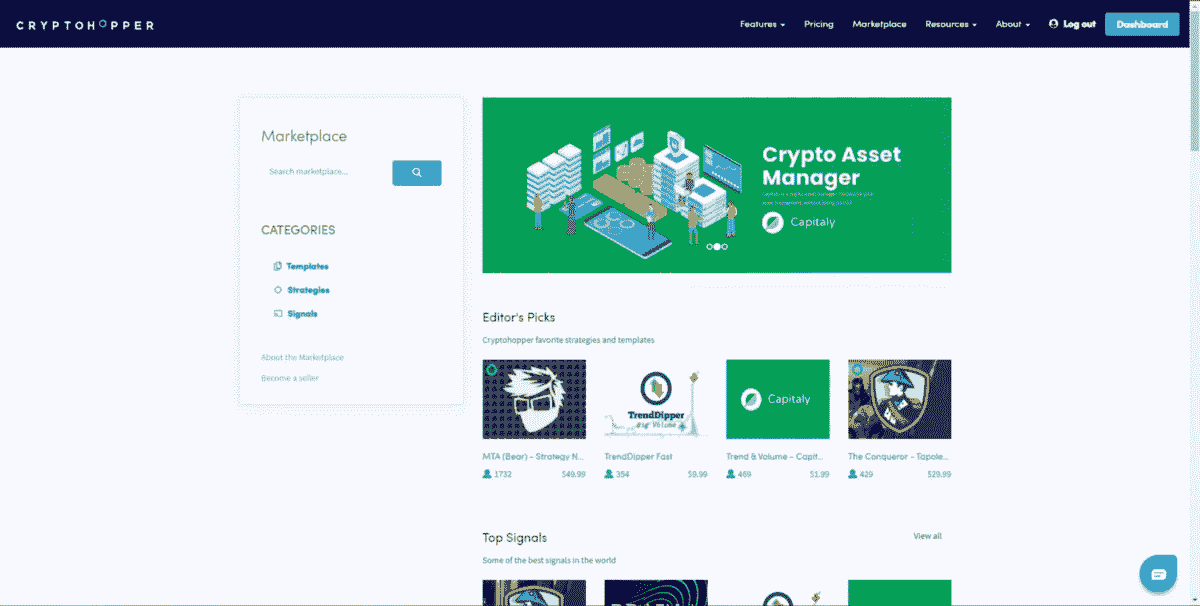 CRYPTOHOPPER
Features
Pricing
Marketplace
Resources
About
Log out
Dashboard
Marketplace
Search marketplace...
CATEGORIES
Templates
Strategies
Signals
About the Marketplace
Become a seller
Crypto Asset
Manager
Capitaly
Editor's Picks
Cryptohopper favorite strategies and templates
TrendDipper
Big Volume
Capitaly
MTA (Bear) - Strategy N...
TrendDipper Fast
Trend & Volume - Capit...
The Conqueror - Tapole...
1732
$49.99
354
$9.99
469
$1.99
429
$29.99
Top Signals
View all
Some of the best signals in the world